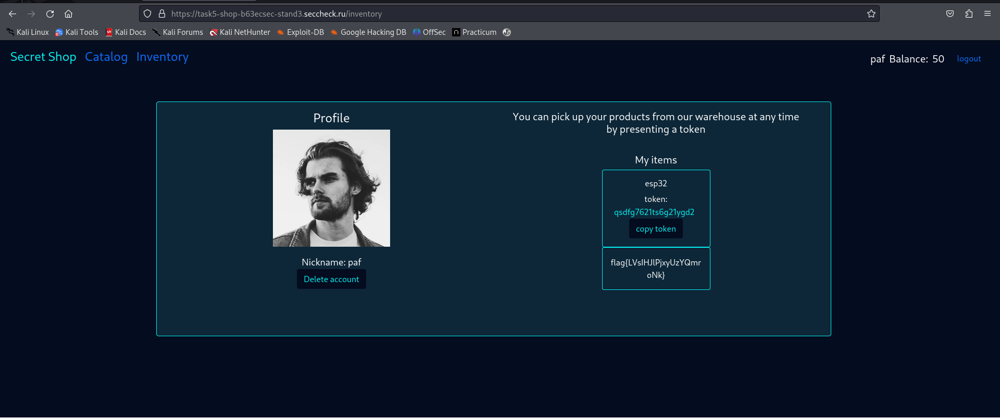 https://task5-shop-b63ecsec-stand3.seccheck.ru/inventory
Kali Linux Kali Tools Kali Docs Kali Forums Kali NetHunter Exploit-DB Google Hacking DB OffSec Practicum
Secret Shop Catalog Inventory
paf Balance: 50 logout
Profile
Nickname: paf
Delete account
You can pick up your products from our warehouse at any time
by presenting a token
My items
esp32
token:
qsdfg7621ts6g21ygd2
copy token
flag{LVsIHJlPjxyUzYQmr
oNk}